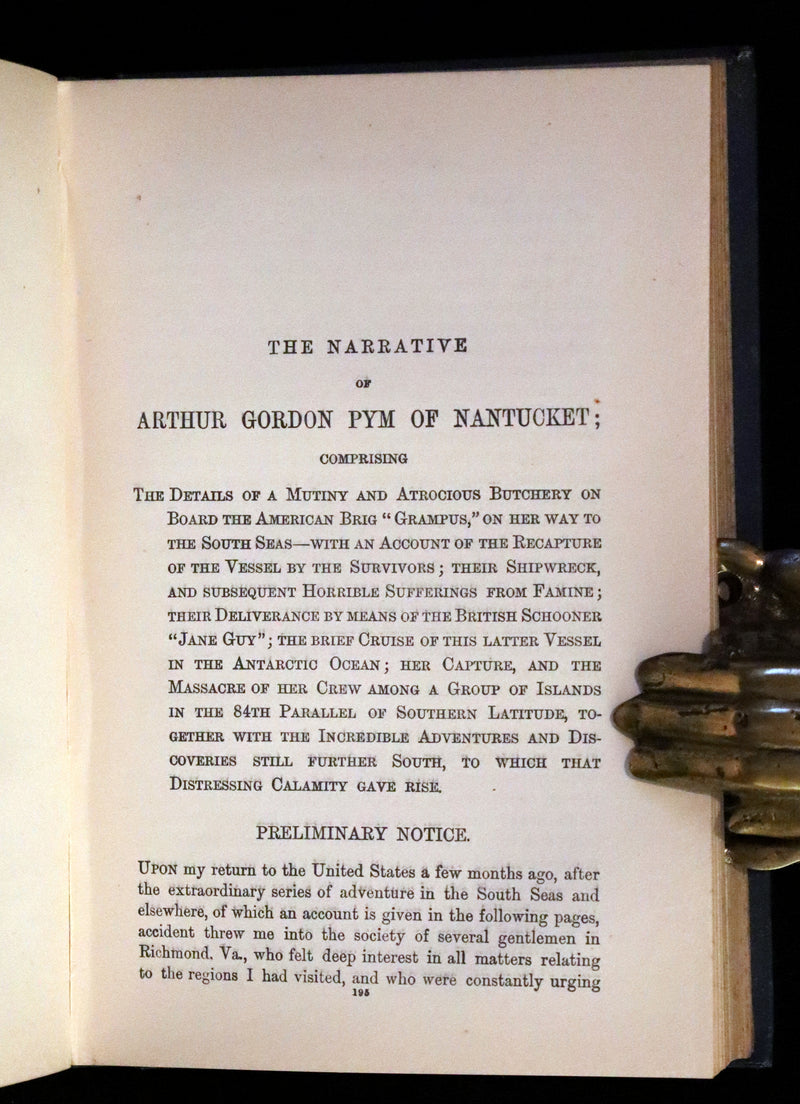 THE NARRATIVE
OF
ARTHUR GORDON PYM OF NANTUCKET;
COMPRISING
THE DETAILS OF A MUTINY AND ATROCIOUS BUTCHERY ON
BOARD THE AMERICAN BRIG "GRAMPUS," ON HER WAY TO
THE SOUTH SEAS—WITH AN ACCOUNT OF THE RECAPTURE
OF THE VESSEL BY THE SURVIVORS; THEIR SHIPWRECK,
AND SUBSEQUENT HORRIBLE SUFFERINGS FROM FAMINE;
THEIR DELIVERANCE BY MEANS OF THE BRITISH SCHOONER
"JANE GUY"; THE BRIEF CRUISE OF THIS LATTER VESSEL
IN THE ANTARCTIC OCEAN; HER CAPTURE, AND THE
MASSACRE OF HER CREW AMONG A GROUP OF ISLANDS
IN THE 84TH PARALLEL OF SOUTHERN LATITUDE, TO-
GETHER WITH THE INCREDIBLE ADVENTURES AND DIS-
COVERIES STILL FURTHER SOUTH, TO WHICH THAT
DISTRESSING CALAMITY GAVE RISE.
PRELIMINARY NOTICE.
UPON my return to the United States a few months ago, after
the extraordinary series of adventure in the South Seas and
elsewhere, of which an account is given in the following pages,
accident threw me into the society of several gentlemen in
Richmond, Va., who felt deep interest in all matters relating
to the regions I had visited, and who were constantly urging
195